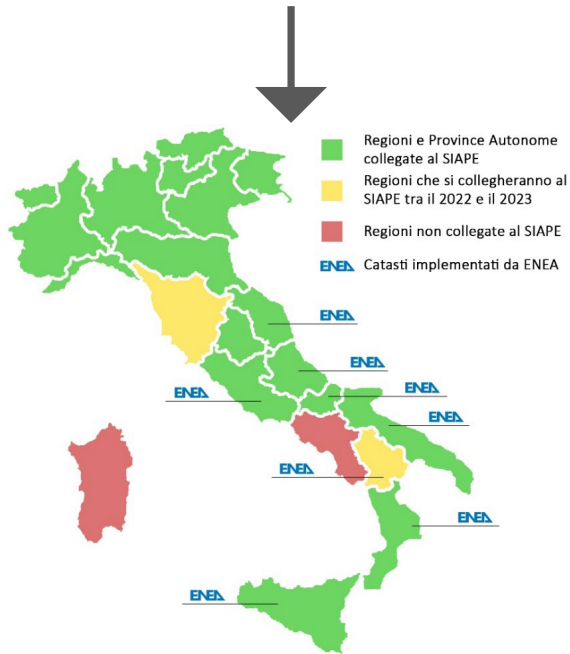 Regioni e Province Autonome
collegate al SIAPE
Regioni che si collegheranno al
SIAPE tra il 2022 e il 2023
Regioni non collegate al SIAPE
ENEA Catasti implementati da ENEA
ENEA
ENEA
ENEA
ENEA
ENEA
ENEA
ENEA
ENEA